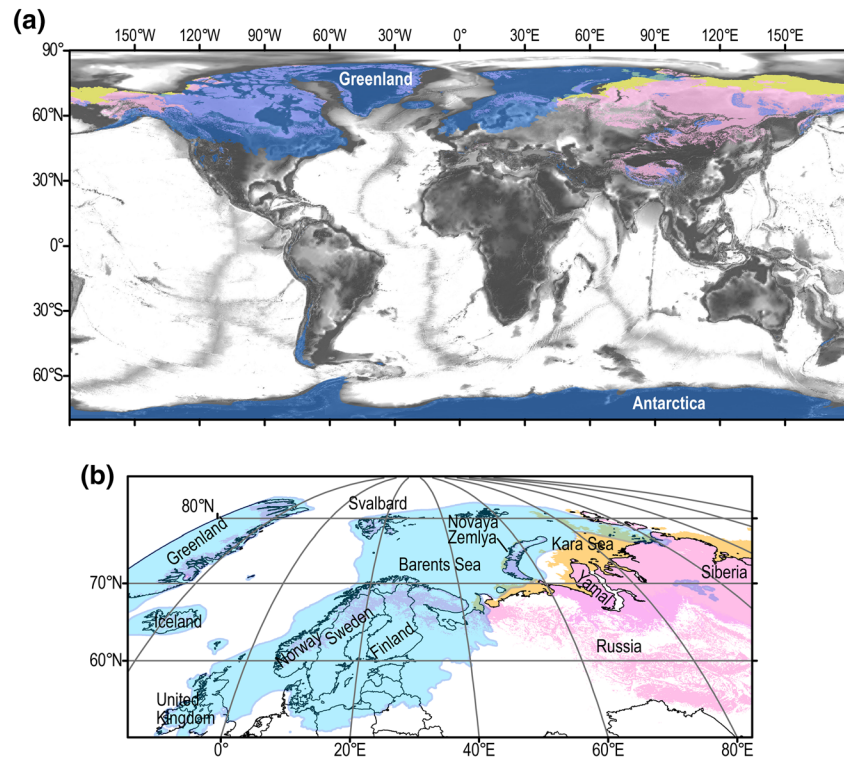 (a)
150°W 120°W 90°W 60°W 30°W 0° 30°E 60°E 90°E 120°E 150°E
90°
Greenland
60°N
30°N
0°
30°S
60°S
Antarctica
(b)
80°N
Svalbard
Greenland
Novaya
Zemlya
Kara Sea
Barents Sea
Siberia
70°N
Yamal
Iceland
Norway
Sweden
Finland
Russia
60°N
United
Kingdom
0° 20°E 40°E 60°E 80°E